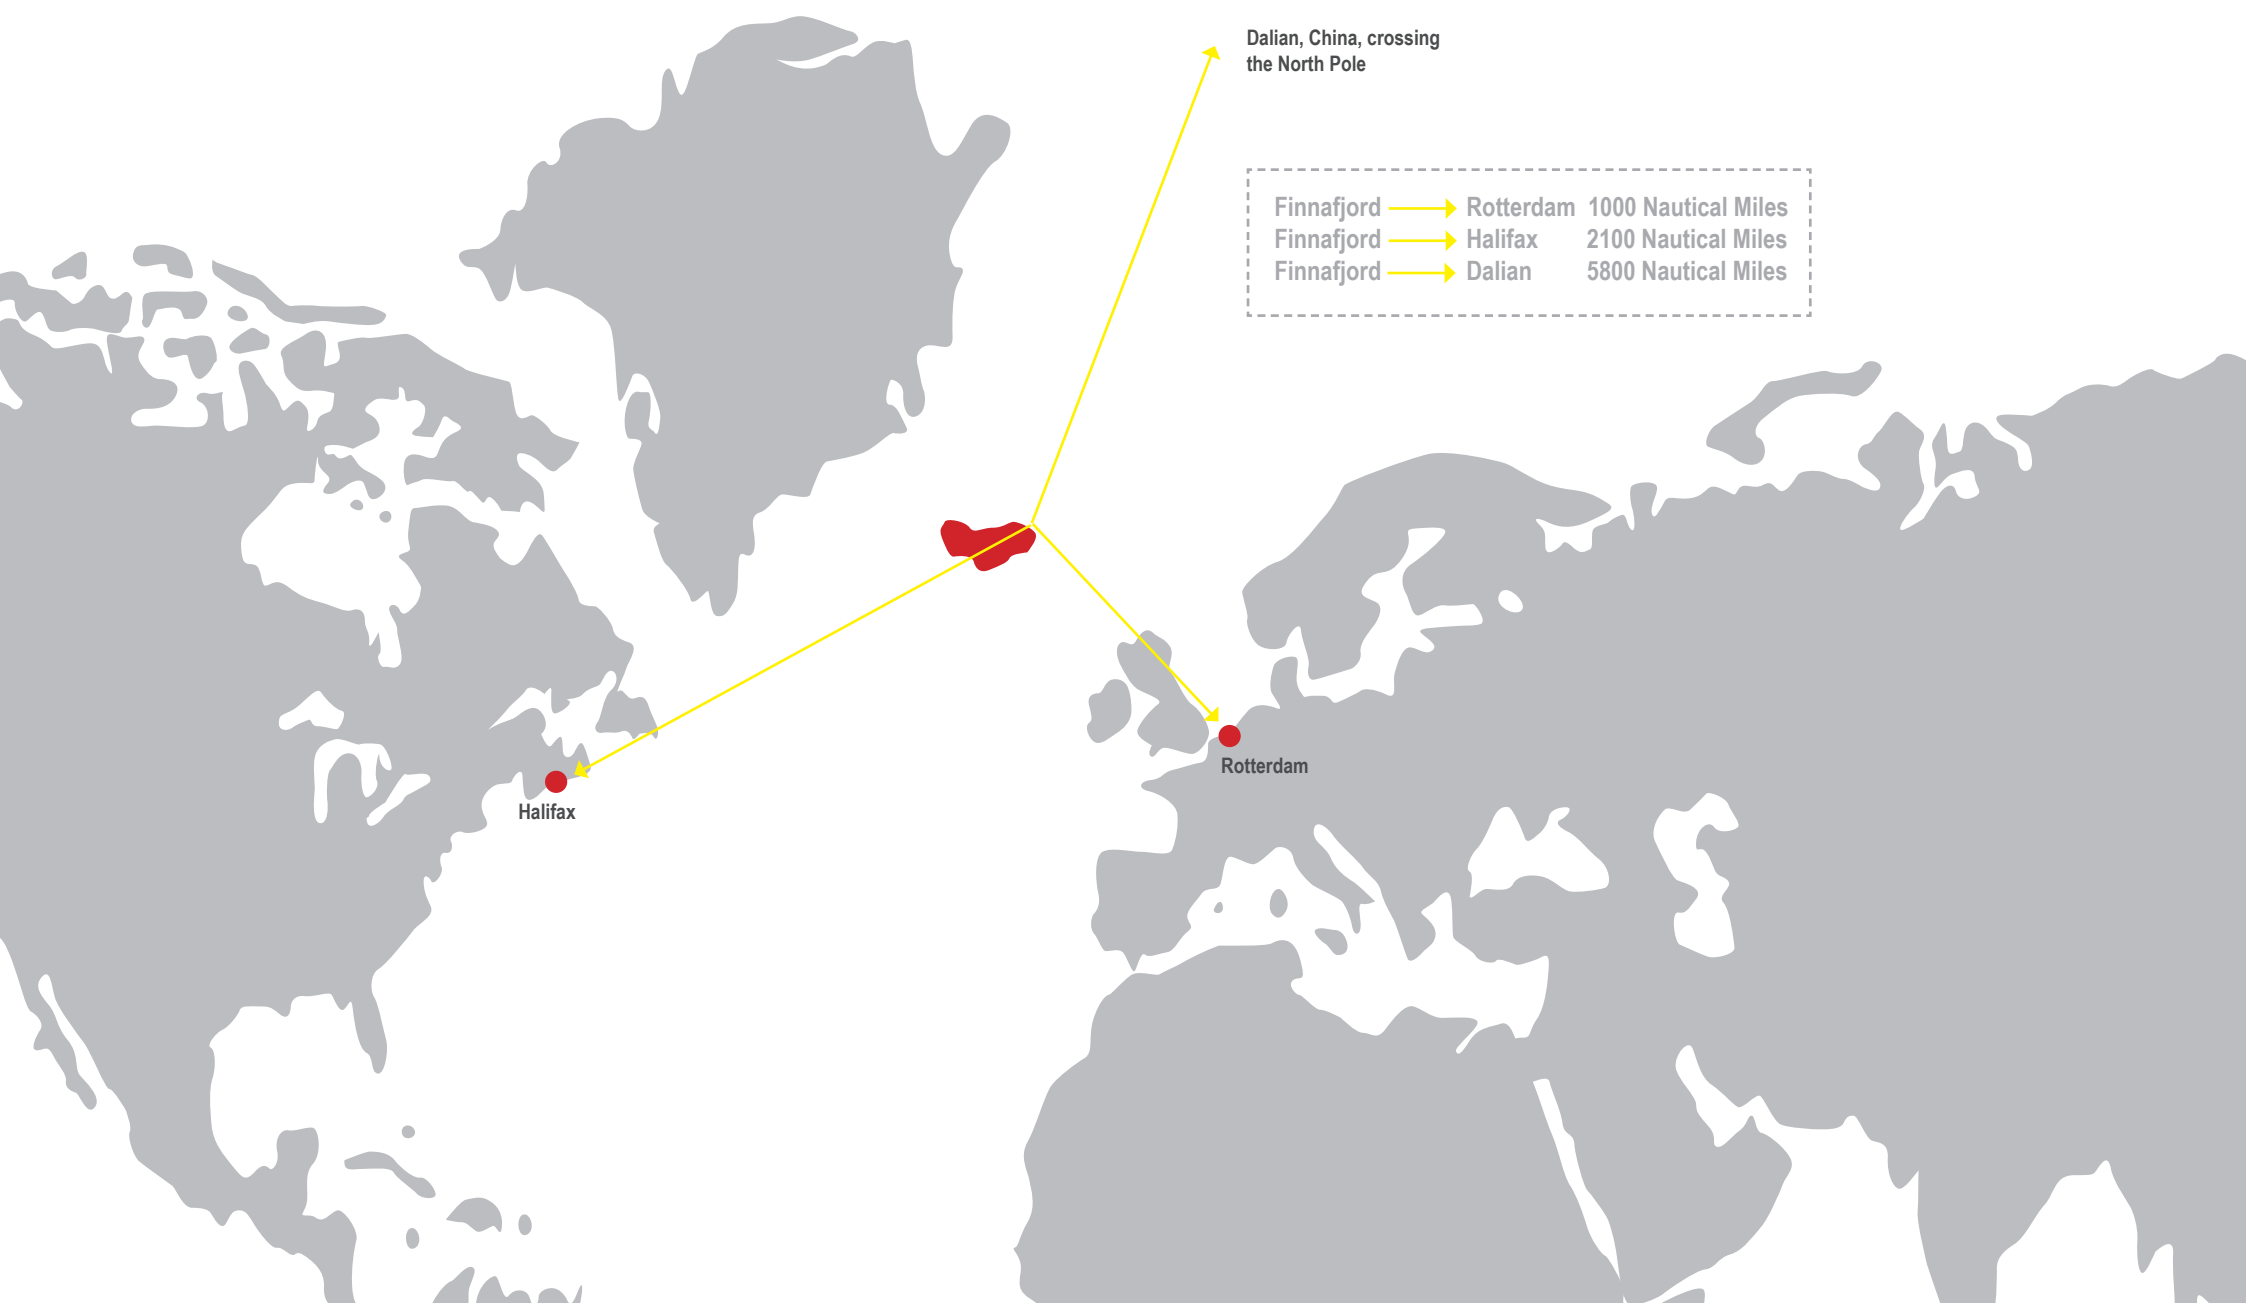 Dalian, China, crossing
the North Pole
Finnafjord Rotterdam 1000 Nautical Miles
Finnafjord Halifax 2100 Nautical Miles
Finnafjord Dalian 5800 Nautical Miles
Rotterdam
Halifax